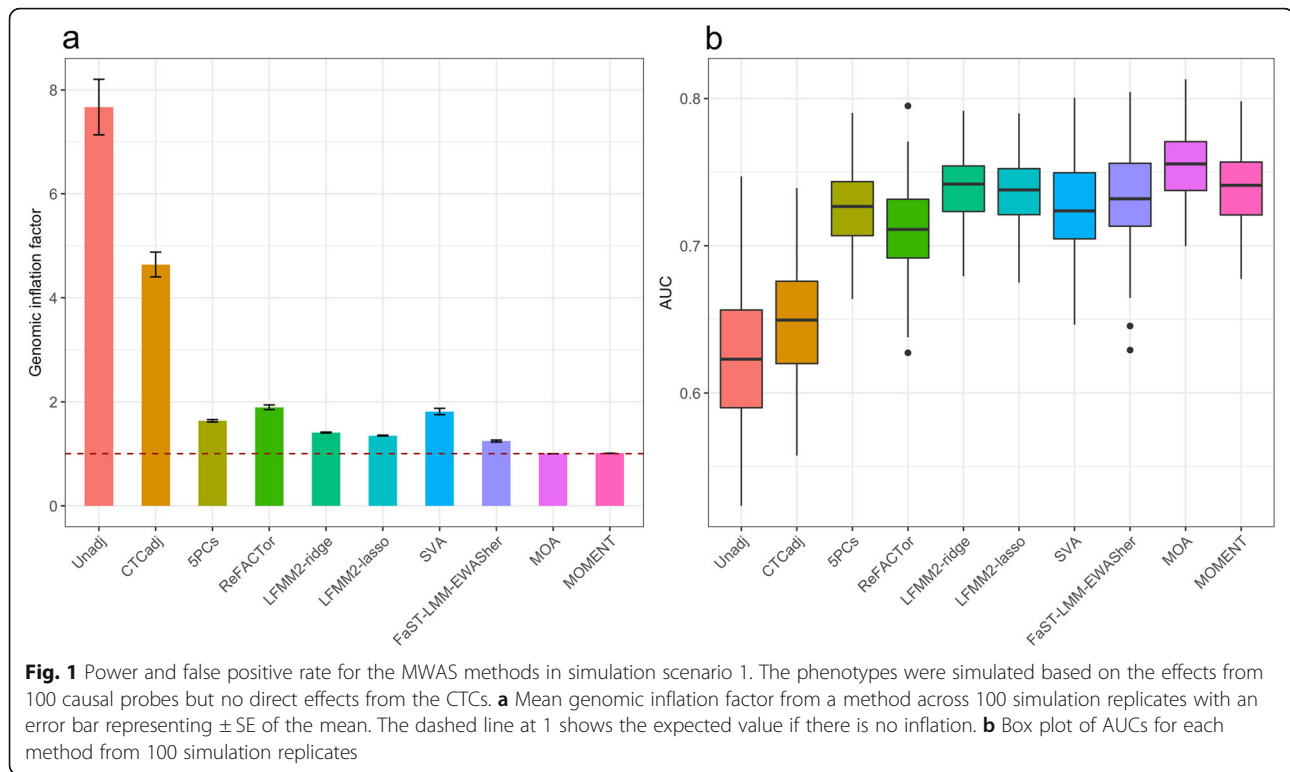 a
b
8
6
4
2
0
Genomic inflation factor
Unadj
CTCadj
5PCs
ReFACTor
LFMM2-ridge
LFMM2-lasso
SVA
FaST-LMM-EWASher
MOA
MOMENT
0.8
0.7
0.6
AUC
Unadj
CTCadj
5PCs
ReFACTor
LFMM2-ridge
LFMM2-lasso
SVA
FaST-LMM-EWASher
MOA
MOMENT
Fig. 1 Power and false positive rate for the MWAS methods in simulation scenario 1. The phenotypes were simulated based on the effects from
100 causal probes but no direct effects from the CTCs. a Mean genomic inflation factor from a method across 100 simulation replicates with an
error bar representing ± SE of the mean. The dashed line at 1 shows the expected value if there is no inflation. b Box plot of AUCs for each
method from 100 simulation replicates